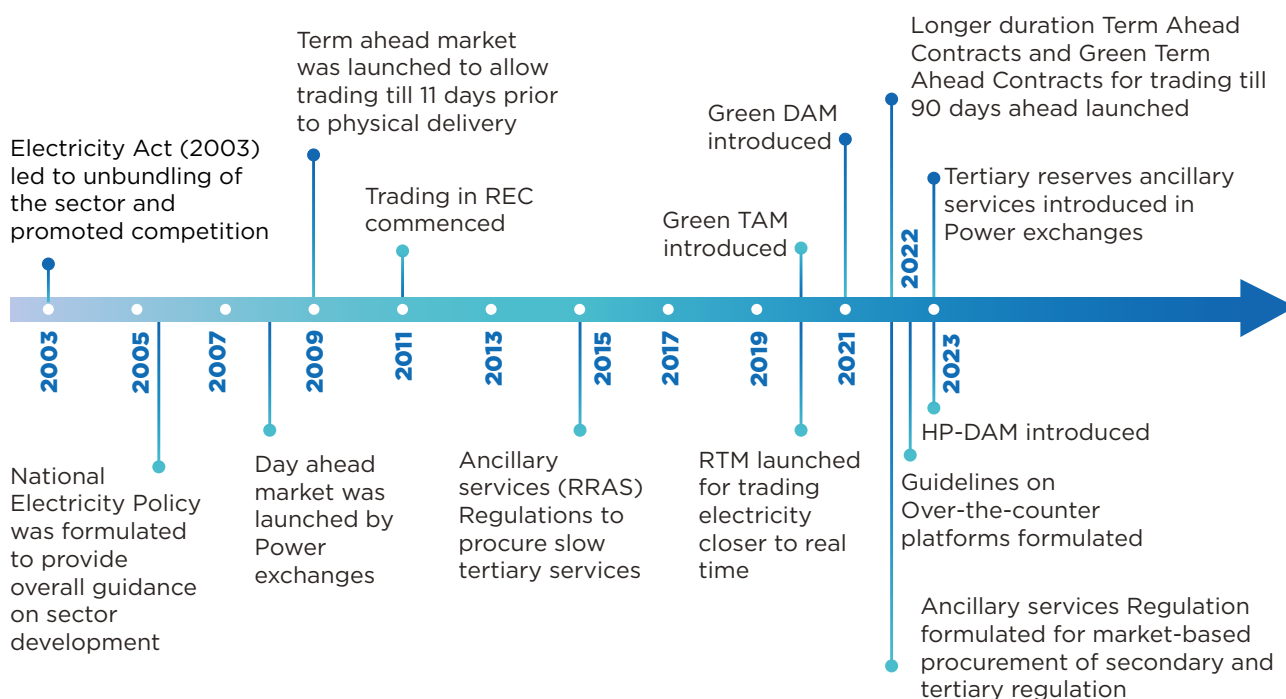 Electricity Act (2003)
led to unbundling of
the sector and
promoted competition
Term ahead market
was launched to allow
trading till 11 days prior
to physical delivery
Trading in REC
commenced
Green TAM
introduced
Green DAM
introduced
Longer duration Term Ahead
Contracts and Green Term
Ahead Contracts for trading till
90 days ahead launched
Tertiary reserves ancillary
services introduced in
Power exchanges
2003
2005
2007
2009
2011
2013
2015
2017
2019
2021
2022
2023
National
Electricity Policy
was formulated
to provide
overall guidance
on sector
development
Day ahead
market was
launched by
Power
exchanges
Ancillary
services (RRAS)
Regulations to
procure slow
tertiary services
RTM launched
for trading
electricity
closer to real
time
HP-DAM introduced
Guidelines on
Over-the-counter
platforms formulated
Ancillary services Regulation
formulated for market-based
procurement of secondary and
tertiary regulation